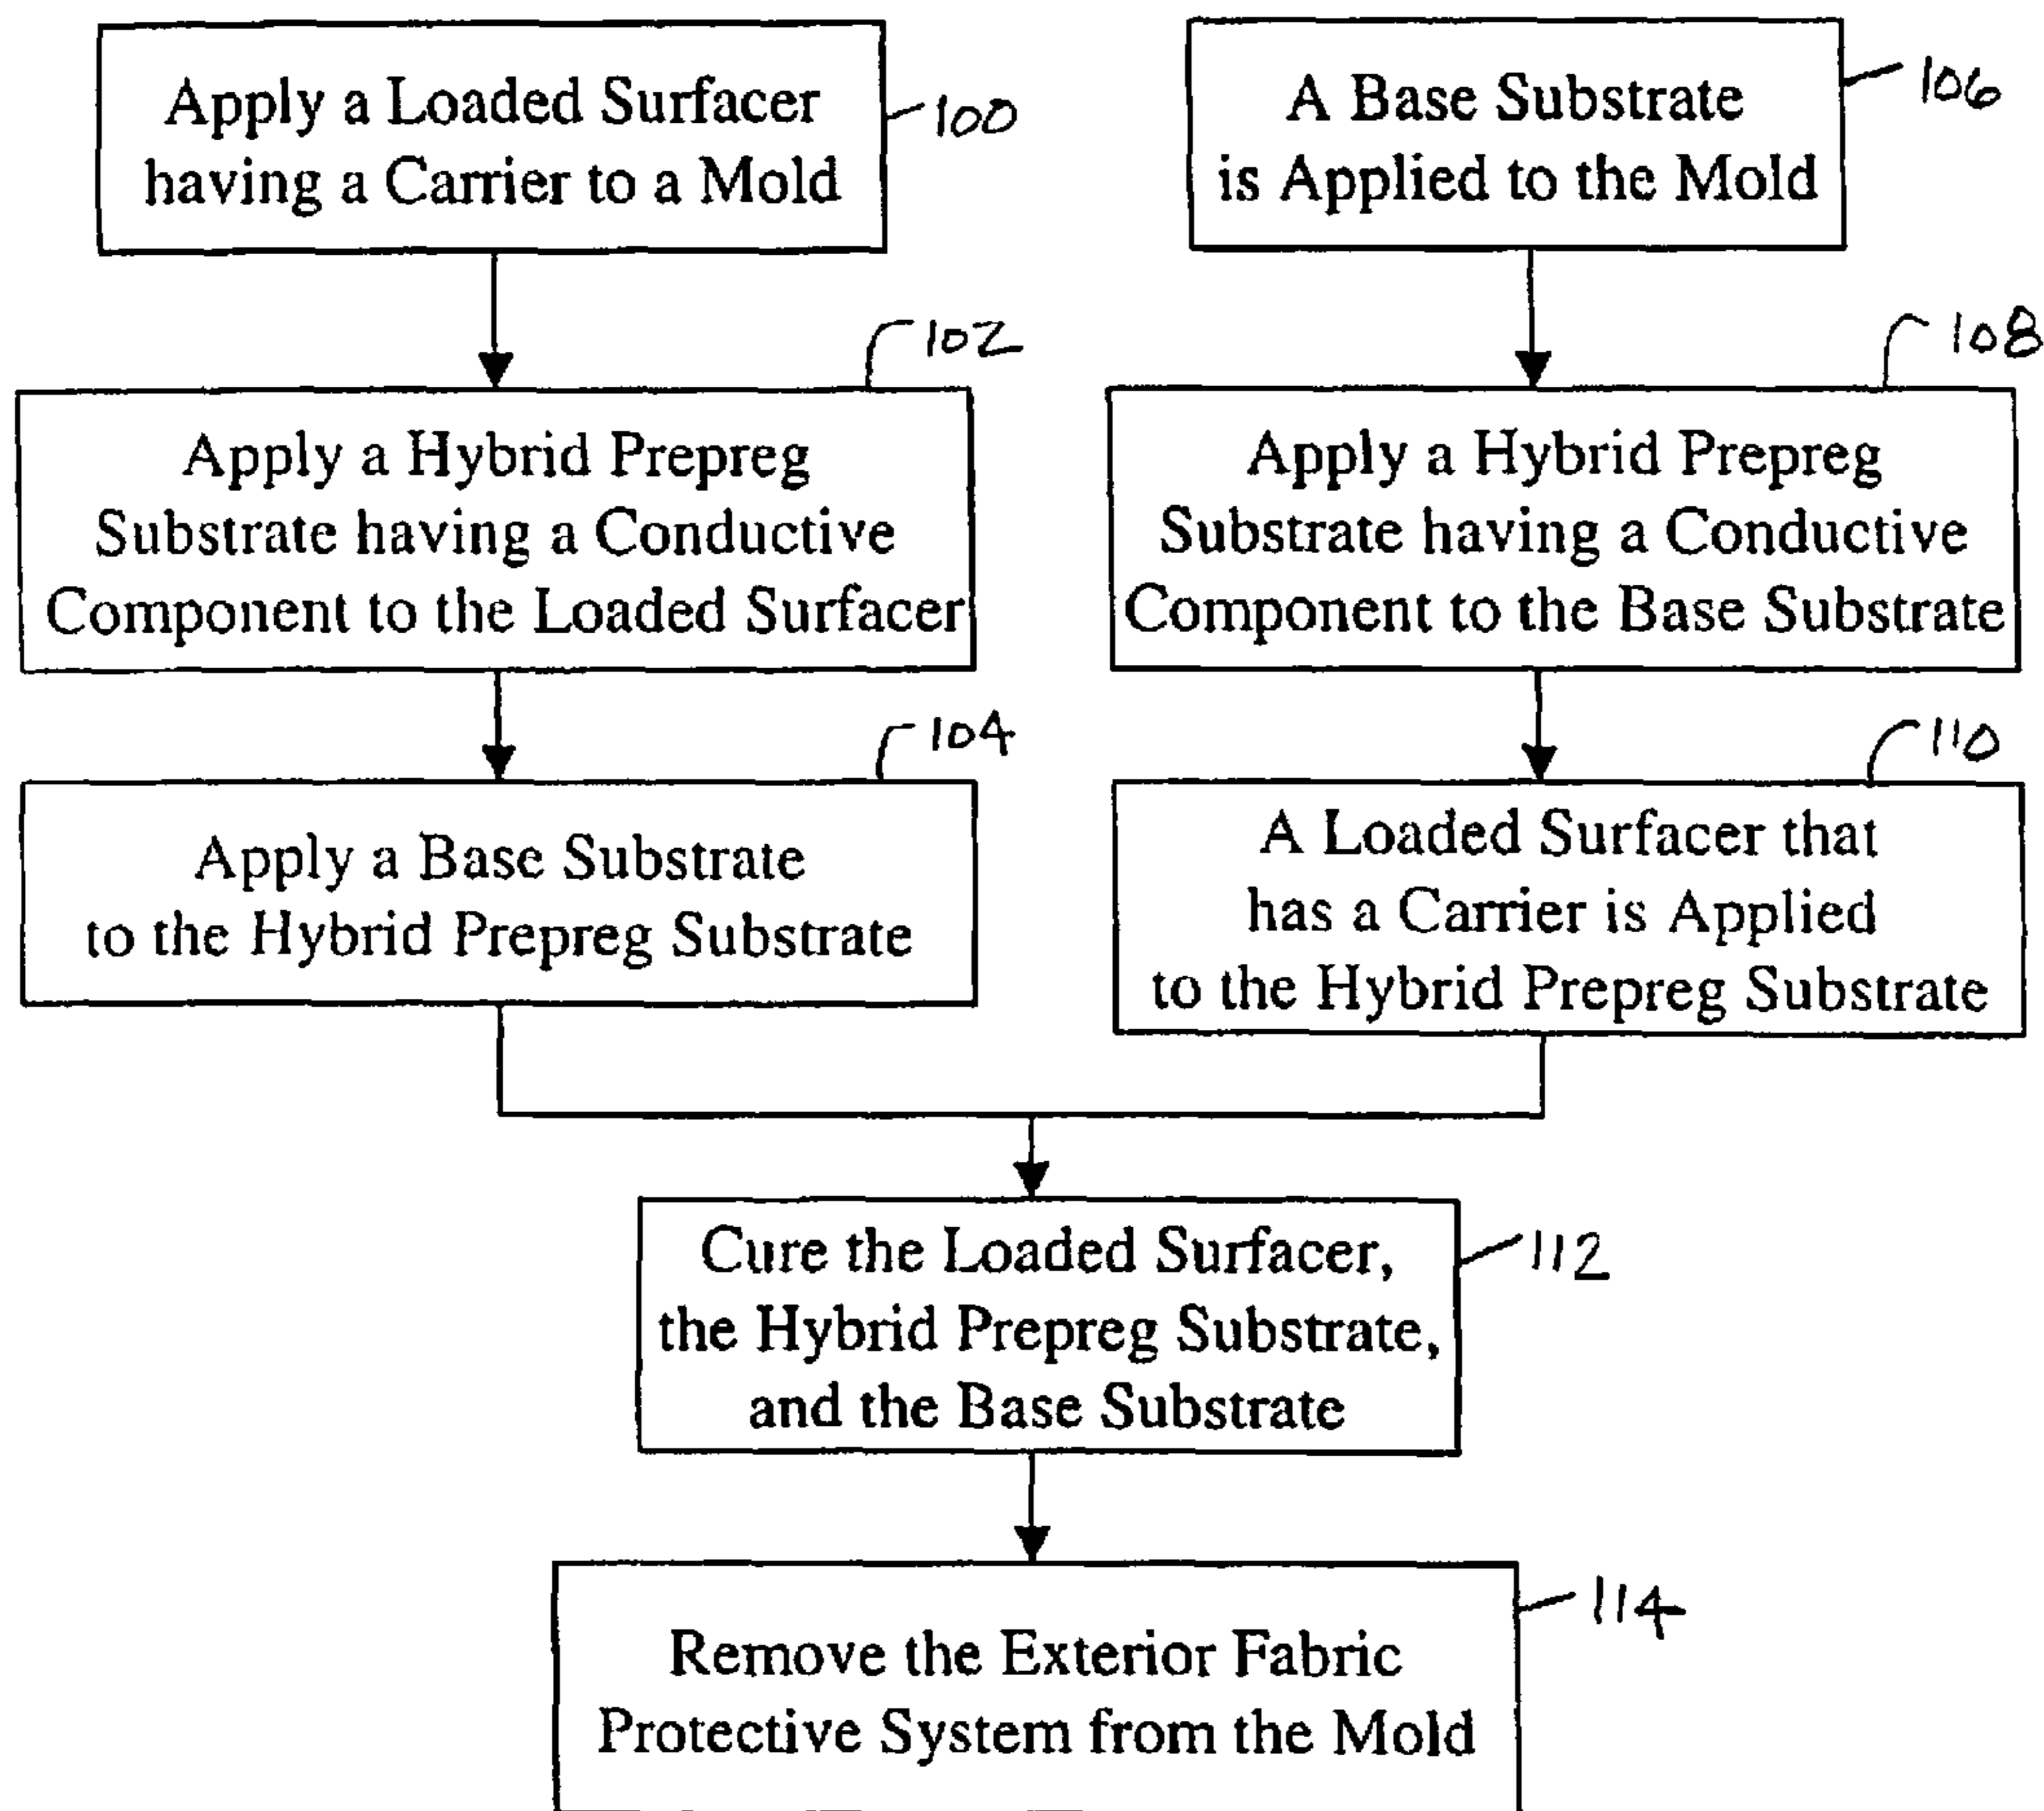 Apply a Loaded Surfacer
having a Carrier to a Mold
100
102
Apply a Hybrid Prepreg
Substrate having a Conductive
Component to the Loaded Surfacer
104
Apply a Base Substrate
to the Hybrid Prepreg Substrate
A Base Substrate
is Applied to the Mold
106
108
Apply a Hybrid Prepreg
Substrate having a Conductive
Component to the Base Substrate
110
A Loaded Surfacer that
has a Carrier is Applied
to the Hybrid Prepreg Substrate
Cure the Loaded Surfacer,
the Hybrid Prepreg Substrate,
and the Base Substrate
112
Remove the Exterior Fabric
Protective System from the Mold
114